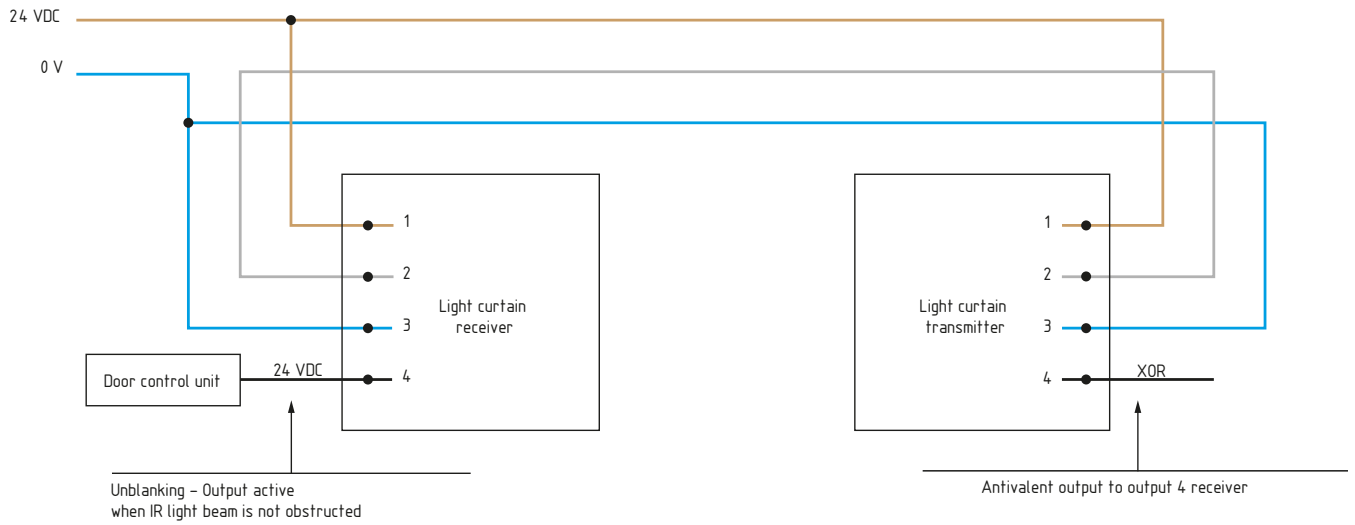 24 VDC
0 V
1
2
3
4
Light curtain
receiver
Door control unit
24 VDC
Unblanking – Output active
when IR light beam is not obstructed
1
2
3
4
Light curtain
transmitter
XOR
Antivalent output to output 4 receiver